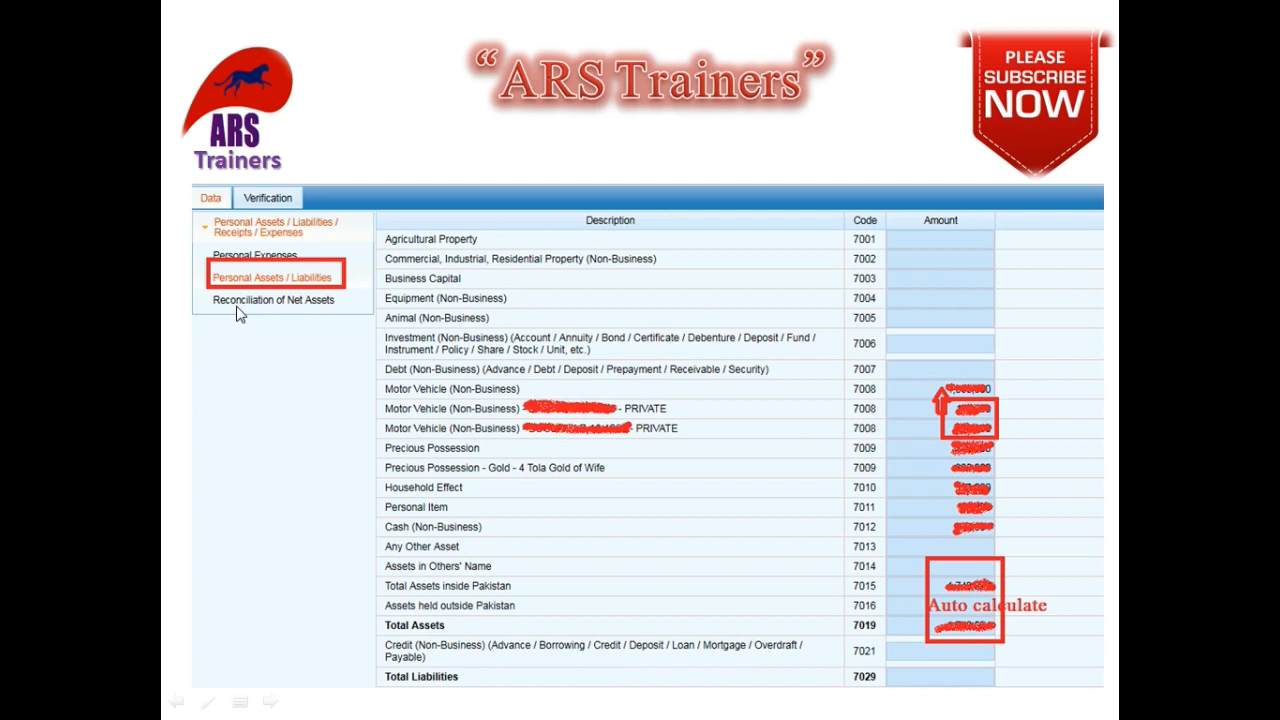 “ARS Trainers”
ARS
Trainers
PLEASE
SUBSCRIBE
NOW
Data Verification
Personal Assets / Liabilities /
Receipts / Expenses
Personal Expenses
Personal Assets / Liabilities
Reconciliation of Net Assets
Description Code Amount
Agricultural Property 7001
Commercial, Industrial, Residential Property (Non-Business) 7002
Business Capital 7003
Equipment (Non-Business) 7004
Animal (Non-Business) 7005
Investment (Non-Business) (Account / Annuity / Bond / Certificate / Debenture / Deposit / Fund /
Instrument / Policy / Share / Stock / Unit, etc.) 7006
Debt (Non-Business) (Advance / Debt / Deposit / Prepayment / Receivable / Security) 7007
Motor Vehicle (Non-Business) 7008
Motor Vehicle (Non-Business) - PRIVATE 7008
Motor Vehicle (Non-Business) - PRIVATE 7008
Precious Possession 7009
Precious Possession - Gold - 4 Tola Gold of Wife 7009
Household Effect 7010
Personal Item 7011
Cash (Non-Business) 7012
Any Other Asset 7013
Assets in Others' Name 7014
Total Assets inside Pakistan 7015
Assets held outside Pakistan 7016 Auto calculate
Total Assets 7019
Credit (Non-Business) (Advance / Borrowing / Credit / Deposit / Loan / Mortgage / Overdraft /
Payable) 7021
Total Liabilities 7029